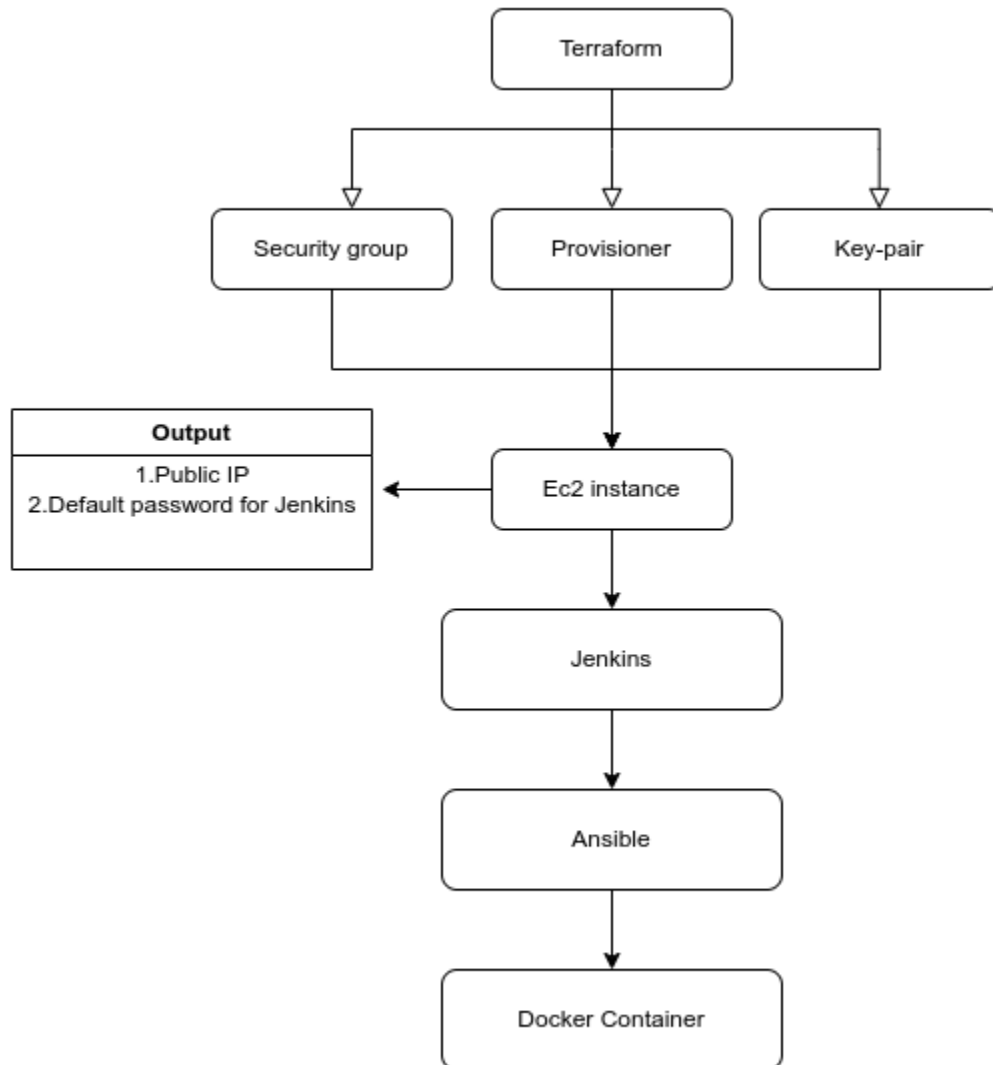 Terraform
Security group
Provisioner
Key-pair
Output
1.Public IP
2.Default password for Jenkins
Ec2 instance
Jenkins
Ansible
Docker Container